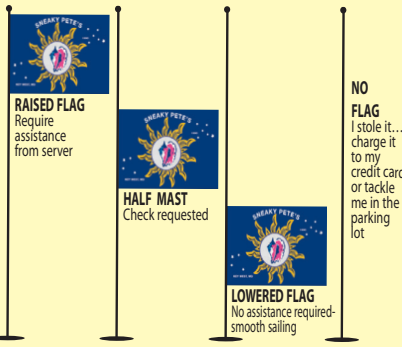 SNEAKY PETE'S
RAISED FLAG
Require
assistance
from server
SNEAKY PETE'S
HALF MAST
Check requested
SNEAKY PETE'S
LOWERED FLAG
No assistance required-
smooth sailing
NO
FLAG
I stole it...
charge it
to my
credit card
or tackle
me in the
parking
lot